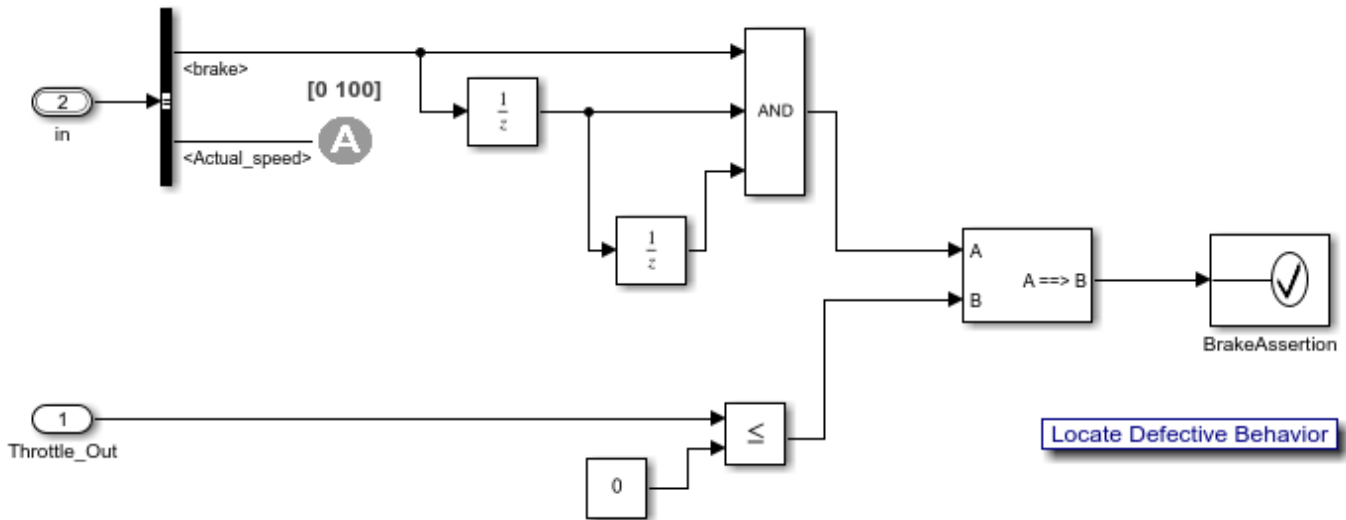 2
in
<brake>
[0 100]
A
<Actual_speed>
1
z
1
z
AND
A
B
A ==> B
BrakeAssertion
1
Throttle_Out
≤
0
Locate Defective Behavior